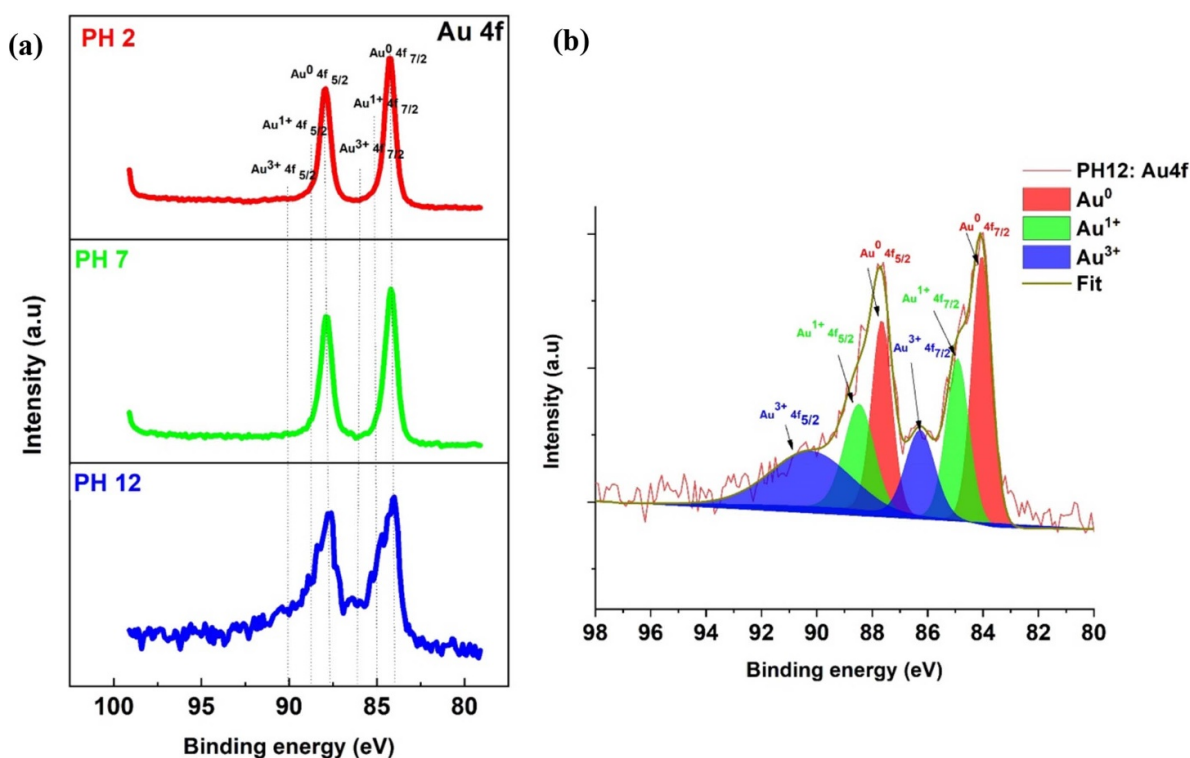 (a)
PH 2
Au 4f
Au⁰ 4f 7/2
Au⁰ 4f 5/2
Au¹⁺ 4f 7/2
Au¹⁺ 4f 5/2
Au³⁺ 4f 7/2
Au³⁺ 4f 5/2
PH 7
PH 12
Intensity (a.u)
100 95 90 85 80
Binding energy (eV)
(b)
PH12: Au4f
Au⁰
Au¹⁺
Au³⁺
Fit
Au⁰ 4f7/2
Au⁰ 4f5/2
Au¹⁺ 4f7/2
Au¹⁺ 4f5/2
Au³⁺ 4f7/2
Au³⁺ 4f5/2
Intensity (a.u)
98 96 94 92 90 88 86 84 82 80
Binding energy (eV)